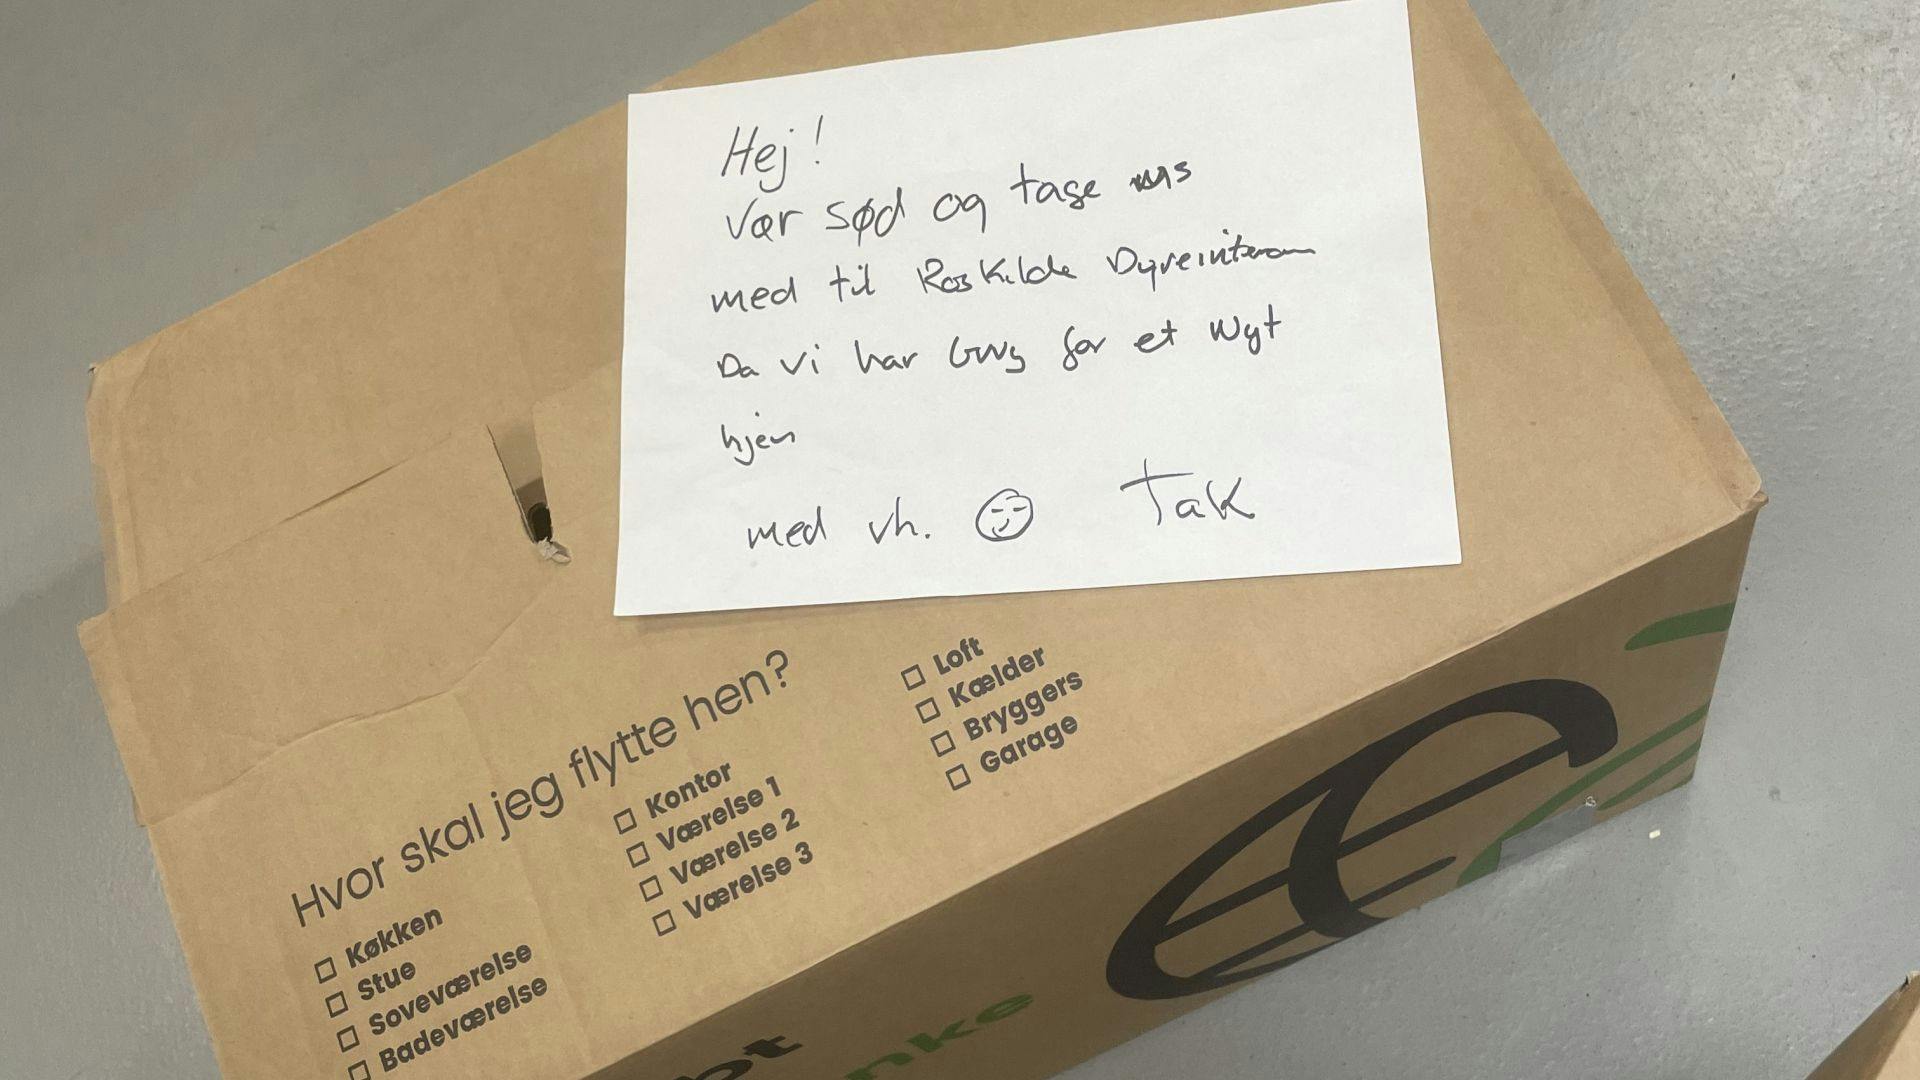 Hej!
Vær sød og tage os
med til Roskilde Dyreintern
Da vi har brug for et nyt
hjem
med vh. Tak
Hvor skal jeg flytte hen?
Køkken
Stue
Soveværelse
Badeværelse
Kontor
Værelse 1
Værelse 2
Værelse 3
Loft
Kælder
Bryggers
Garage